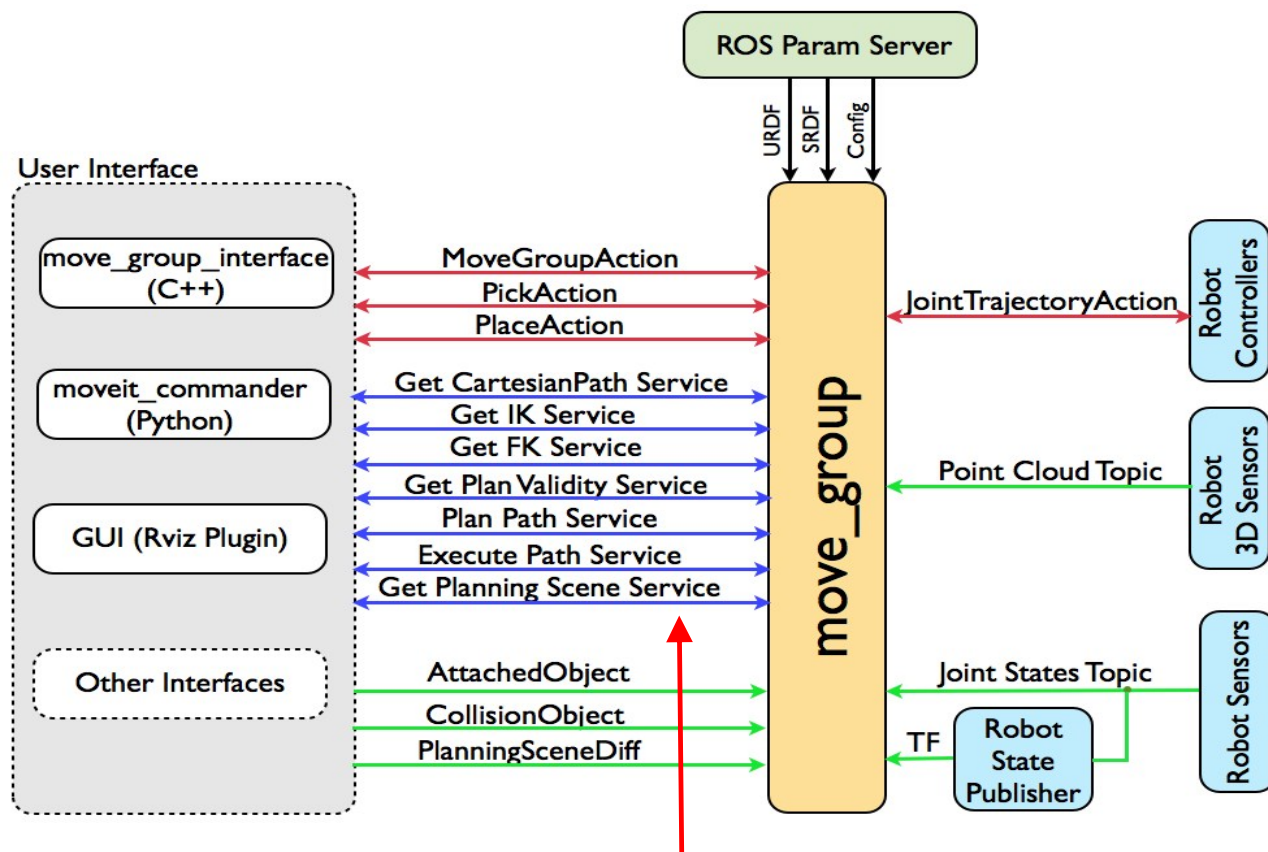 ROS Param Server
URDF
SRDF
Config
User Interface
move_group_interface
(C++)
moveit_commander
(Python)
GUI (Rviz Plugin)
Other Interfaces
MoveGroupAction
PickAction
PlaceAction
Get CartesianPath Service
Get IK Service
Get FK Service
Get Plan Validity Service
Plan Path Service
Execute Path Service
Get Planning Scene Service
AttachedObject
CollisionObject
PlanningSceneDiff
move_group
JointTrajectoryAction
Robot
Controllers
Point Cloud Topic
Robot
3D Sensors
Joint States Topic
TF
Robot
State
Publisher
Robot Sensors